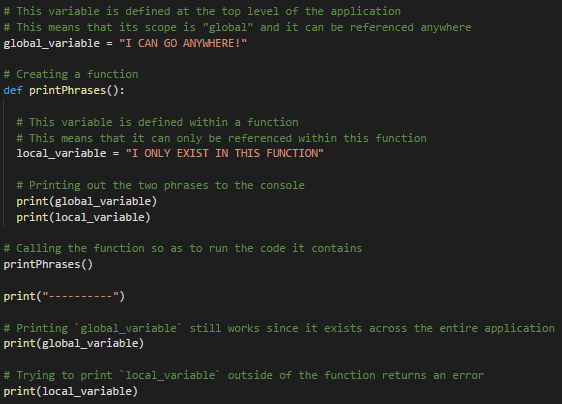 # This variable is defined at the top level of the application
# This means that its scope is "global" and it can be referenced anywhere
global_variable = "I CAN GO ANYWHERE!"
# Creating a function
def printPhrases():
  # This variable is defined within a function
  # This means that it can only be referenced within this function
  local_variable = "I ONLY EXIST IN THIS FUNCTION"
  # Printing out the two phrases to the console
  print(global_variable)
  print(local_variable)
# Calling the function so as to run the code it contains
printPhrases()
print("----------")
# Printing `global_variable` still works since it exists across the entire application
print(global_variable)
# Trying to print `local_variable` outside of the function returns an error
print(local_variable)